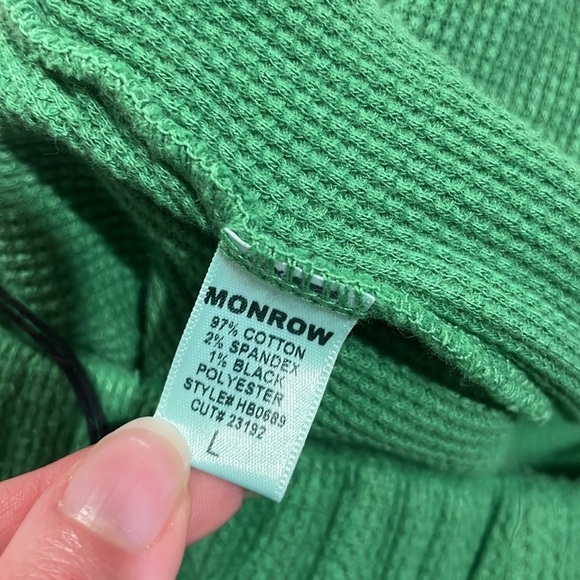 MONROW
97% COTTON
2% SPANDEX
1% BLACK
POLYESTER
STYLE# HB0689
CUT# 23192
L